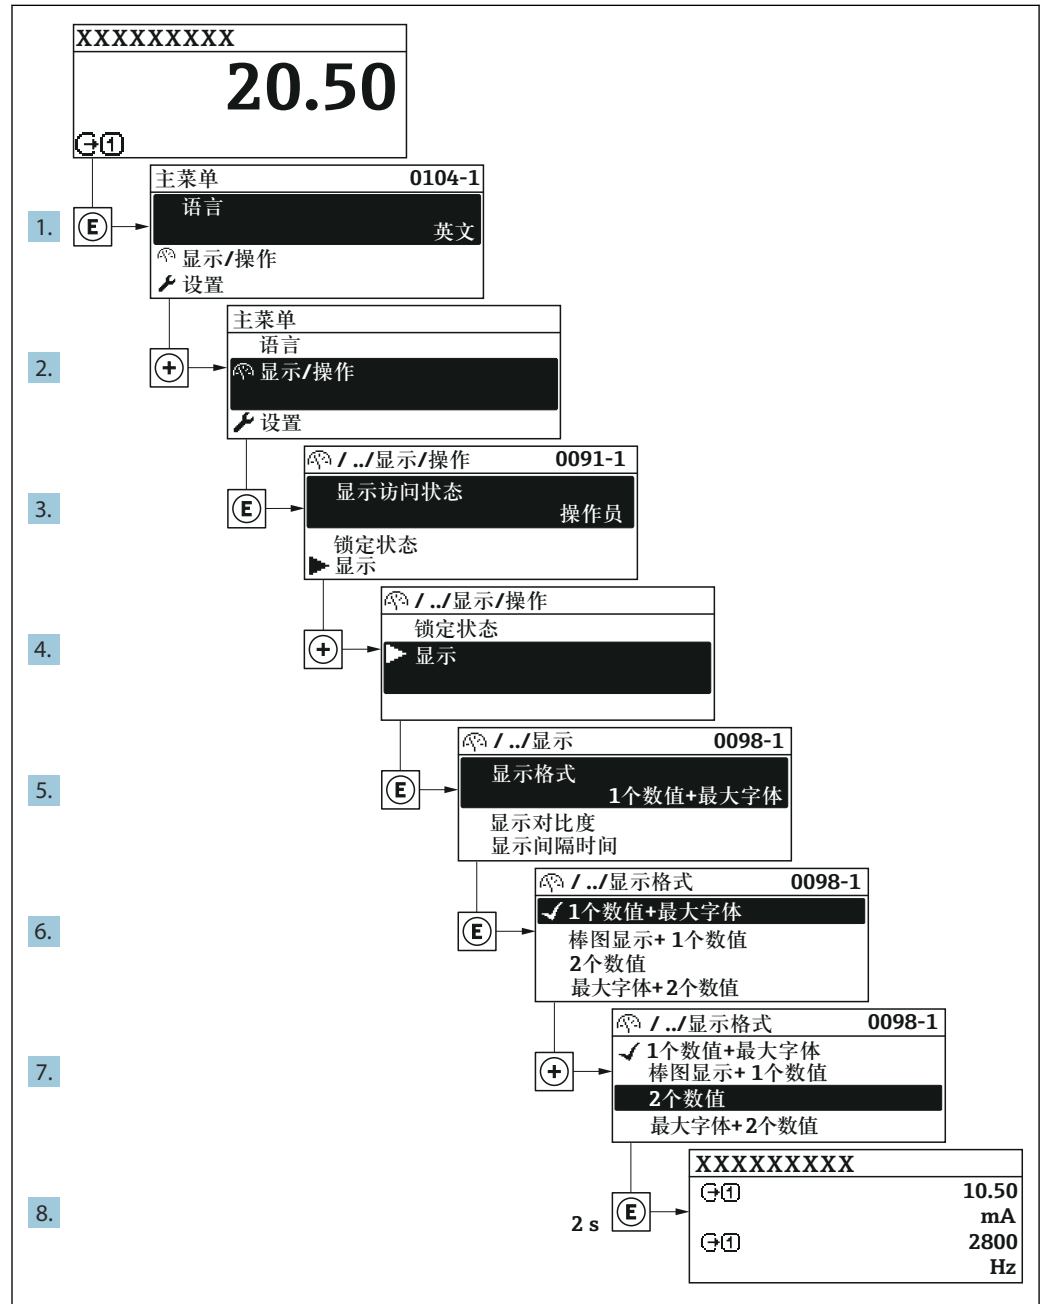 XXXXXXXXX
20.50
1
主菜单 0104-1
语言
英文
显示/操作
设置
1. E
主菜单
语言
显示/操作
设置
2. +
/ ../显示/操作 0091-1
显示访问状态
操作员
锁定状态
显示
3. E
/ ../显示/操作
锁定状态
显示
4. +
/ ../显示 0098-1
显示格式
1个数值+最大字体
显示对比度
显示间隔时间
5. E
/ ../显示格式 0098-1
1个数值+最大字体
棒图显示+ 1个数值
2个数值
最大字体+2个数值
6. E
/ ../显示格式 0098-1
1个数值+最大字体
棒图显示+ 1个数值
2个数值
最大字体+2个数值
7. +
XXXXXXXXX
1 10.50
mA
1 2800
Hz
8. 2 s E